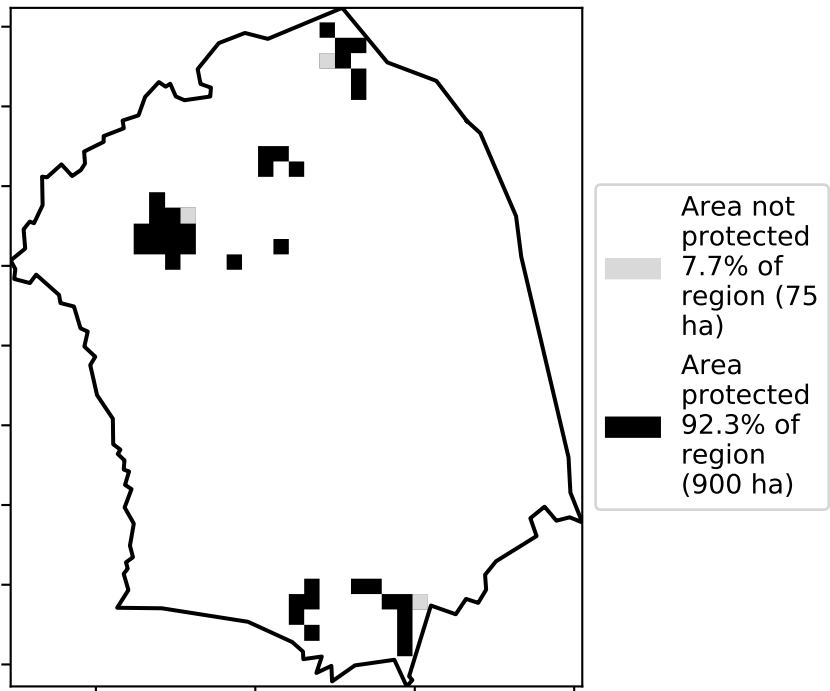 Area not
protected
7.7% of
region (75
ha)
Area
protected
92.3% of
region
(900 ha)